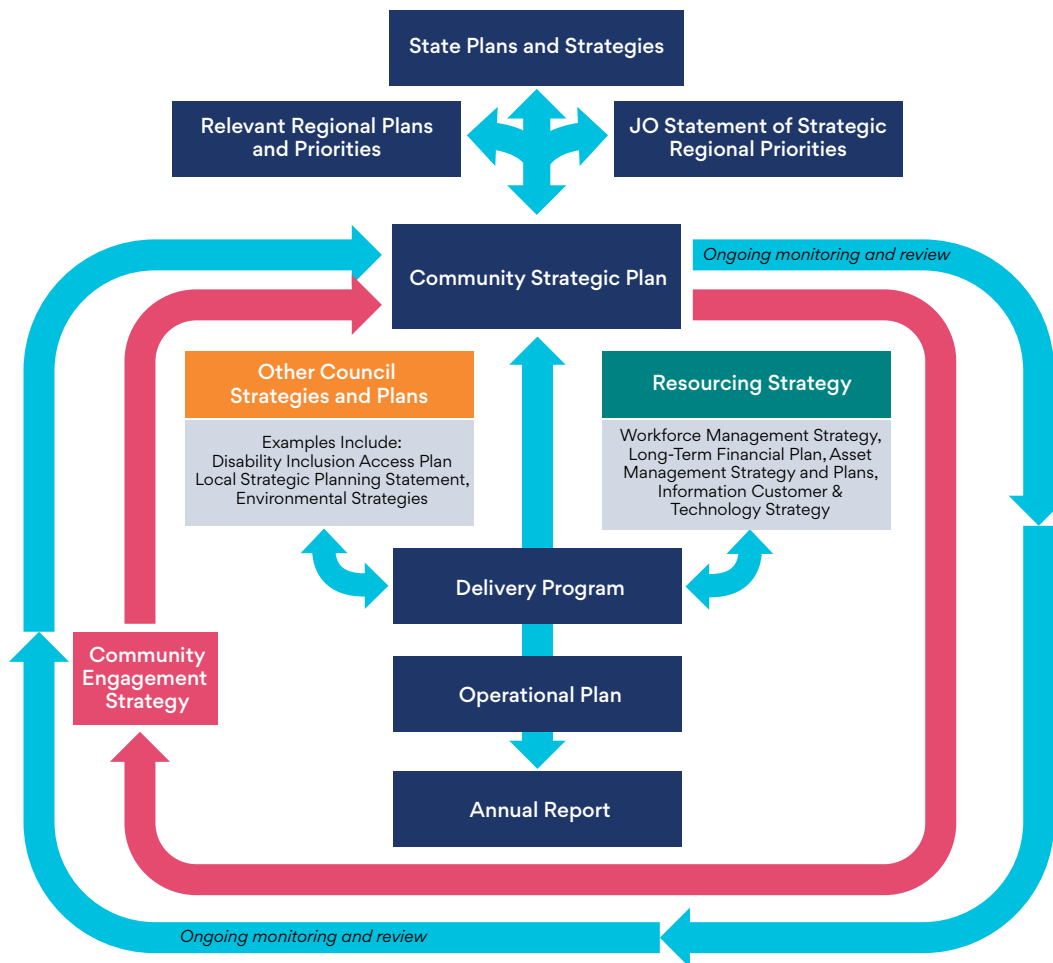 State Plans and Strategies
Relevant Regional Plans
and Priorities
JO Statement of Strategic
Regional Priorities
Community Strategic Plan
Ongoing monitoring and review
Other Council
Strategies and Plans
Examples Include:
Disability Inclusion Access Plan
Local Strategic Planning Statement,
Environmental Strategies
Resourcing Strategy
Workforce Management Strategy,
Long-Term Financial Plan, Asset
Management Strategy and Plans,
Information Customer &
Technology Strategy
Delivery Program
Community
Engagement
Strategy
Operational Plan
Annual Report
Ongoing monitoring and review